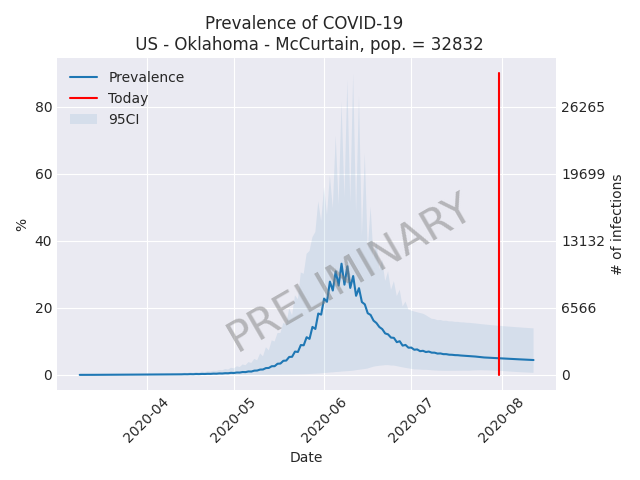 Prevalence of COVID-19
US - Oklahoma - McCurtain, pop. = 32832
Prevalence
Today
95CI
80
60
40
20
0
%
26265
19699
13132
6566
0
# of infections
PRELIMINARY
2020-04
2020-05
2020-06
2020-07
2020-08
Date